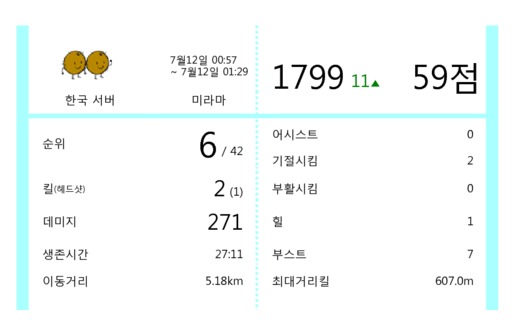 7월12일 00:57
~ 7월12일 01:29
한국 서버
미라마
1799 11▲ 59점
순위 6 / 42
킬(헤드샷) 2 (1)
데미지 271
생존시간 27:11
이동거리 5.18km
어시스트 0
기절시킴 2
부활시킴 0
힐 1
부스트 7
최대거리킬 607.0m